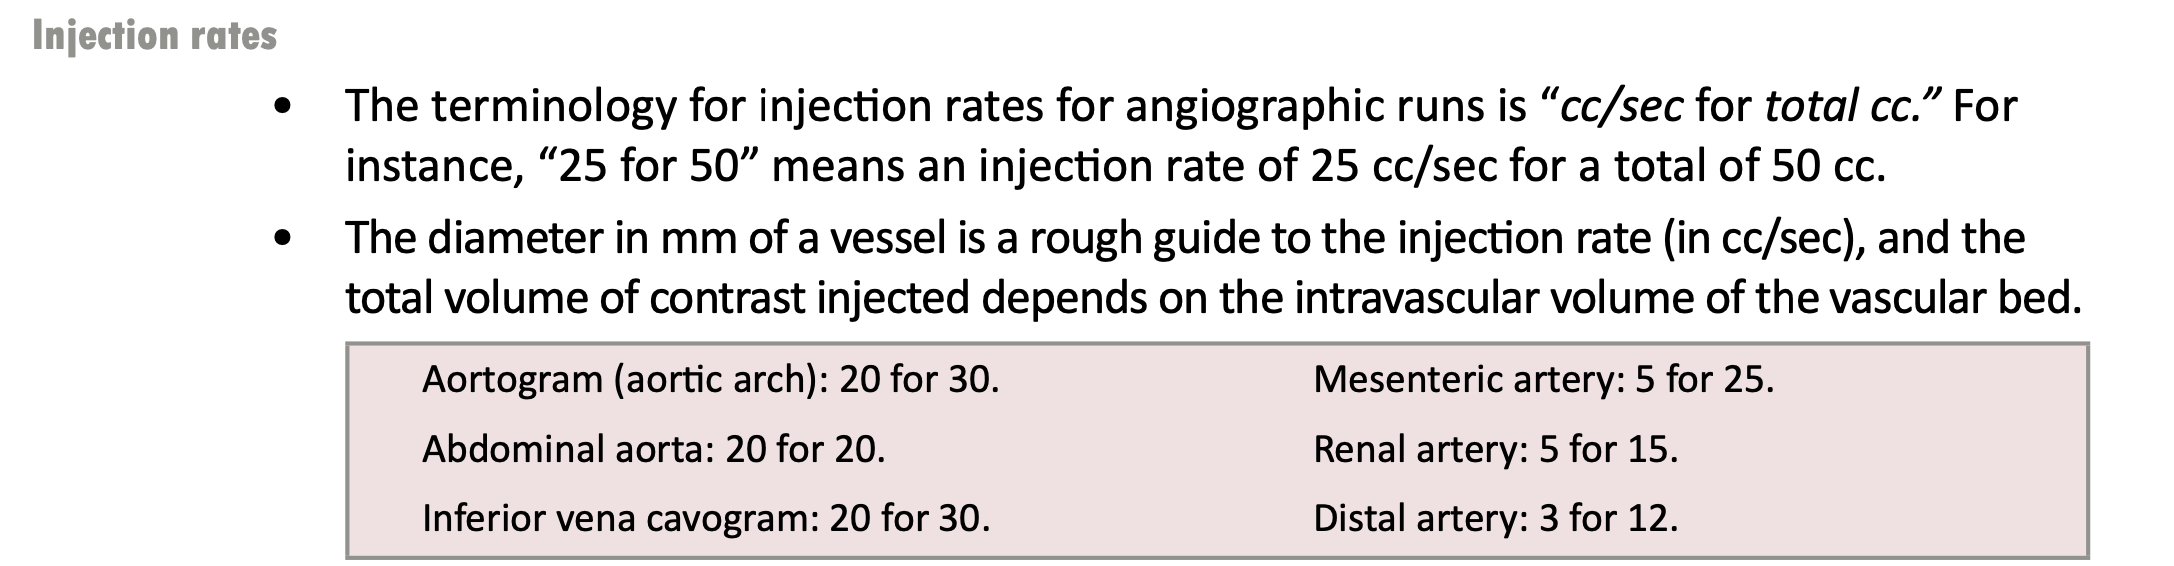 Injection rates
• The terminology for injection rates for angiographic runs is “cc/sec for total cc.” For
instance, “25 for 50” means an injection rate of 25 cc/sec for a total of 50 cc.
• The diameter in mm of a vessel is a rough guide to the injection rate (in cc/sec), and the
total volume of contrast injected depends on the intravascular volume of the vascular bed.
Aortogram (aortic arch): 20 for 30.
Abdominal aorta: 20 for 20.
Inferior vena cavogram: 20 for 30.
Mesenteric artery: 5 for 25.
Renal artery: 5 for 15.
Distal artery: 3 for 12.